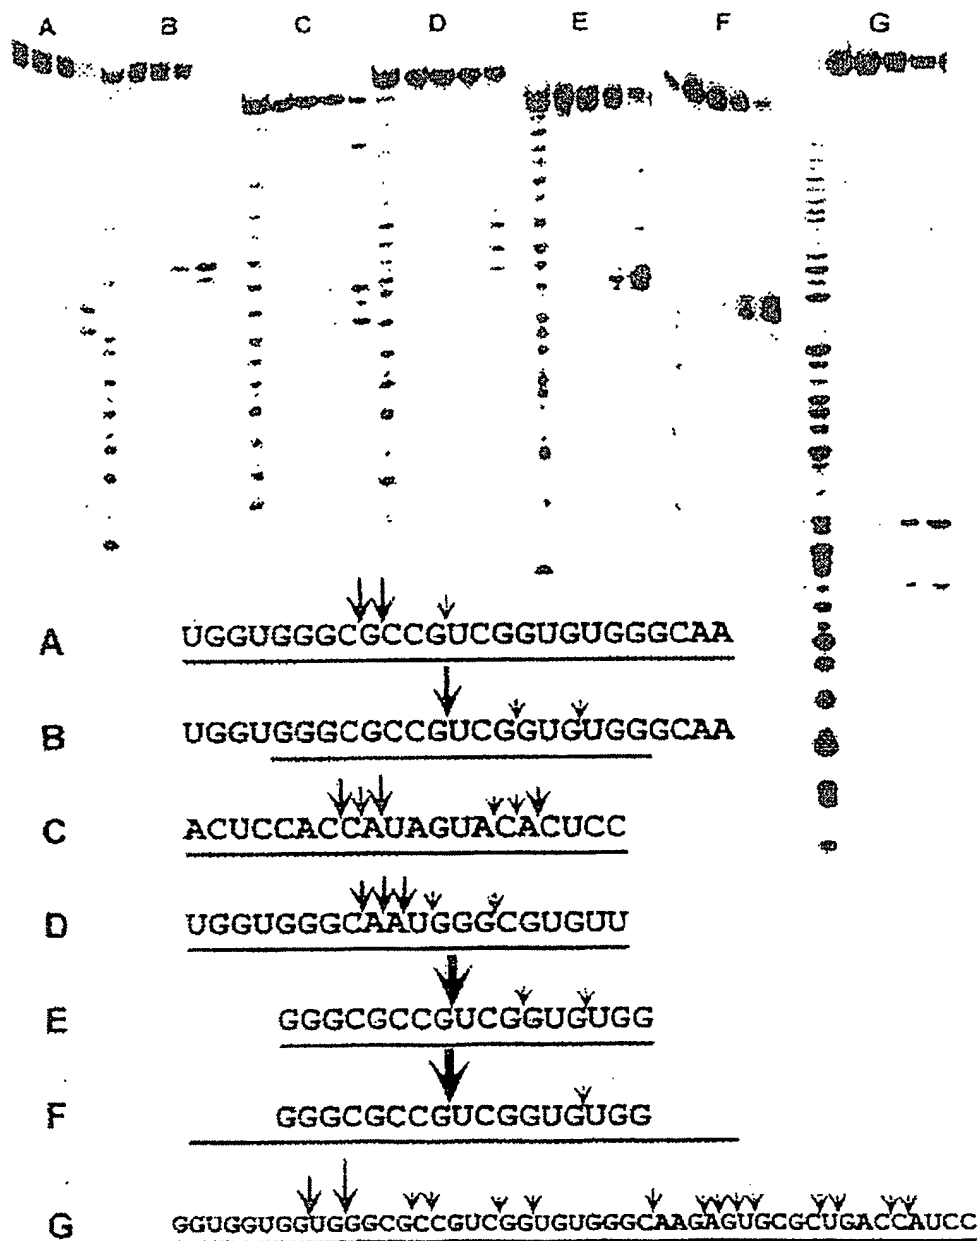 A B C D E F G
A UGGUGGGCGCCGUCGGUGUGGGCAA
B UGGUGGGCGCCGUCGGUGUGGGCAA
C ACUCCACCAUAGUACACUCC
D UGGUGGGCAAUGGGCGUGUU
E GGGCGCCGUCGGUGUGG
F GGGCGCCGUCGGUGUGG
G GGUGGUGGUGGGCGCCGUCGGUGUGGGCAAGAGUGCGCUGACCAUCC